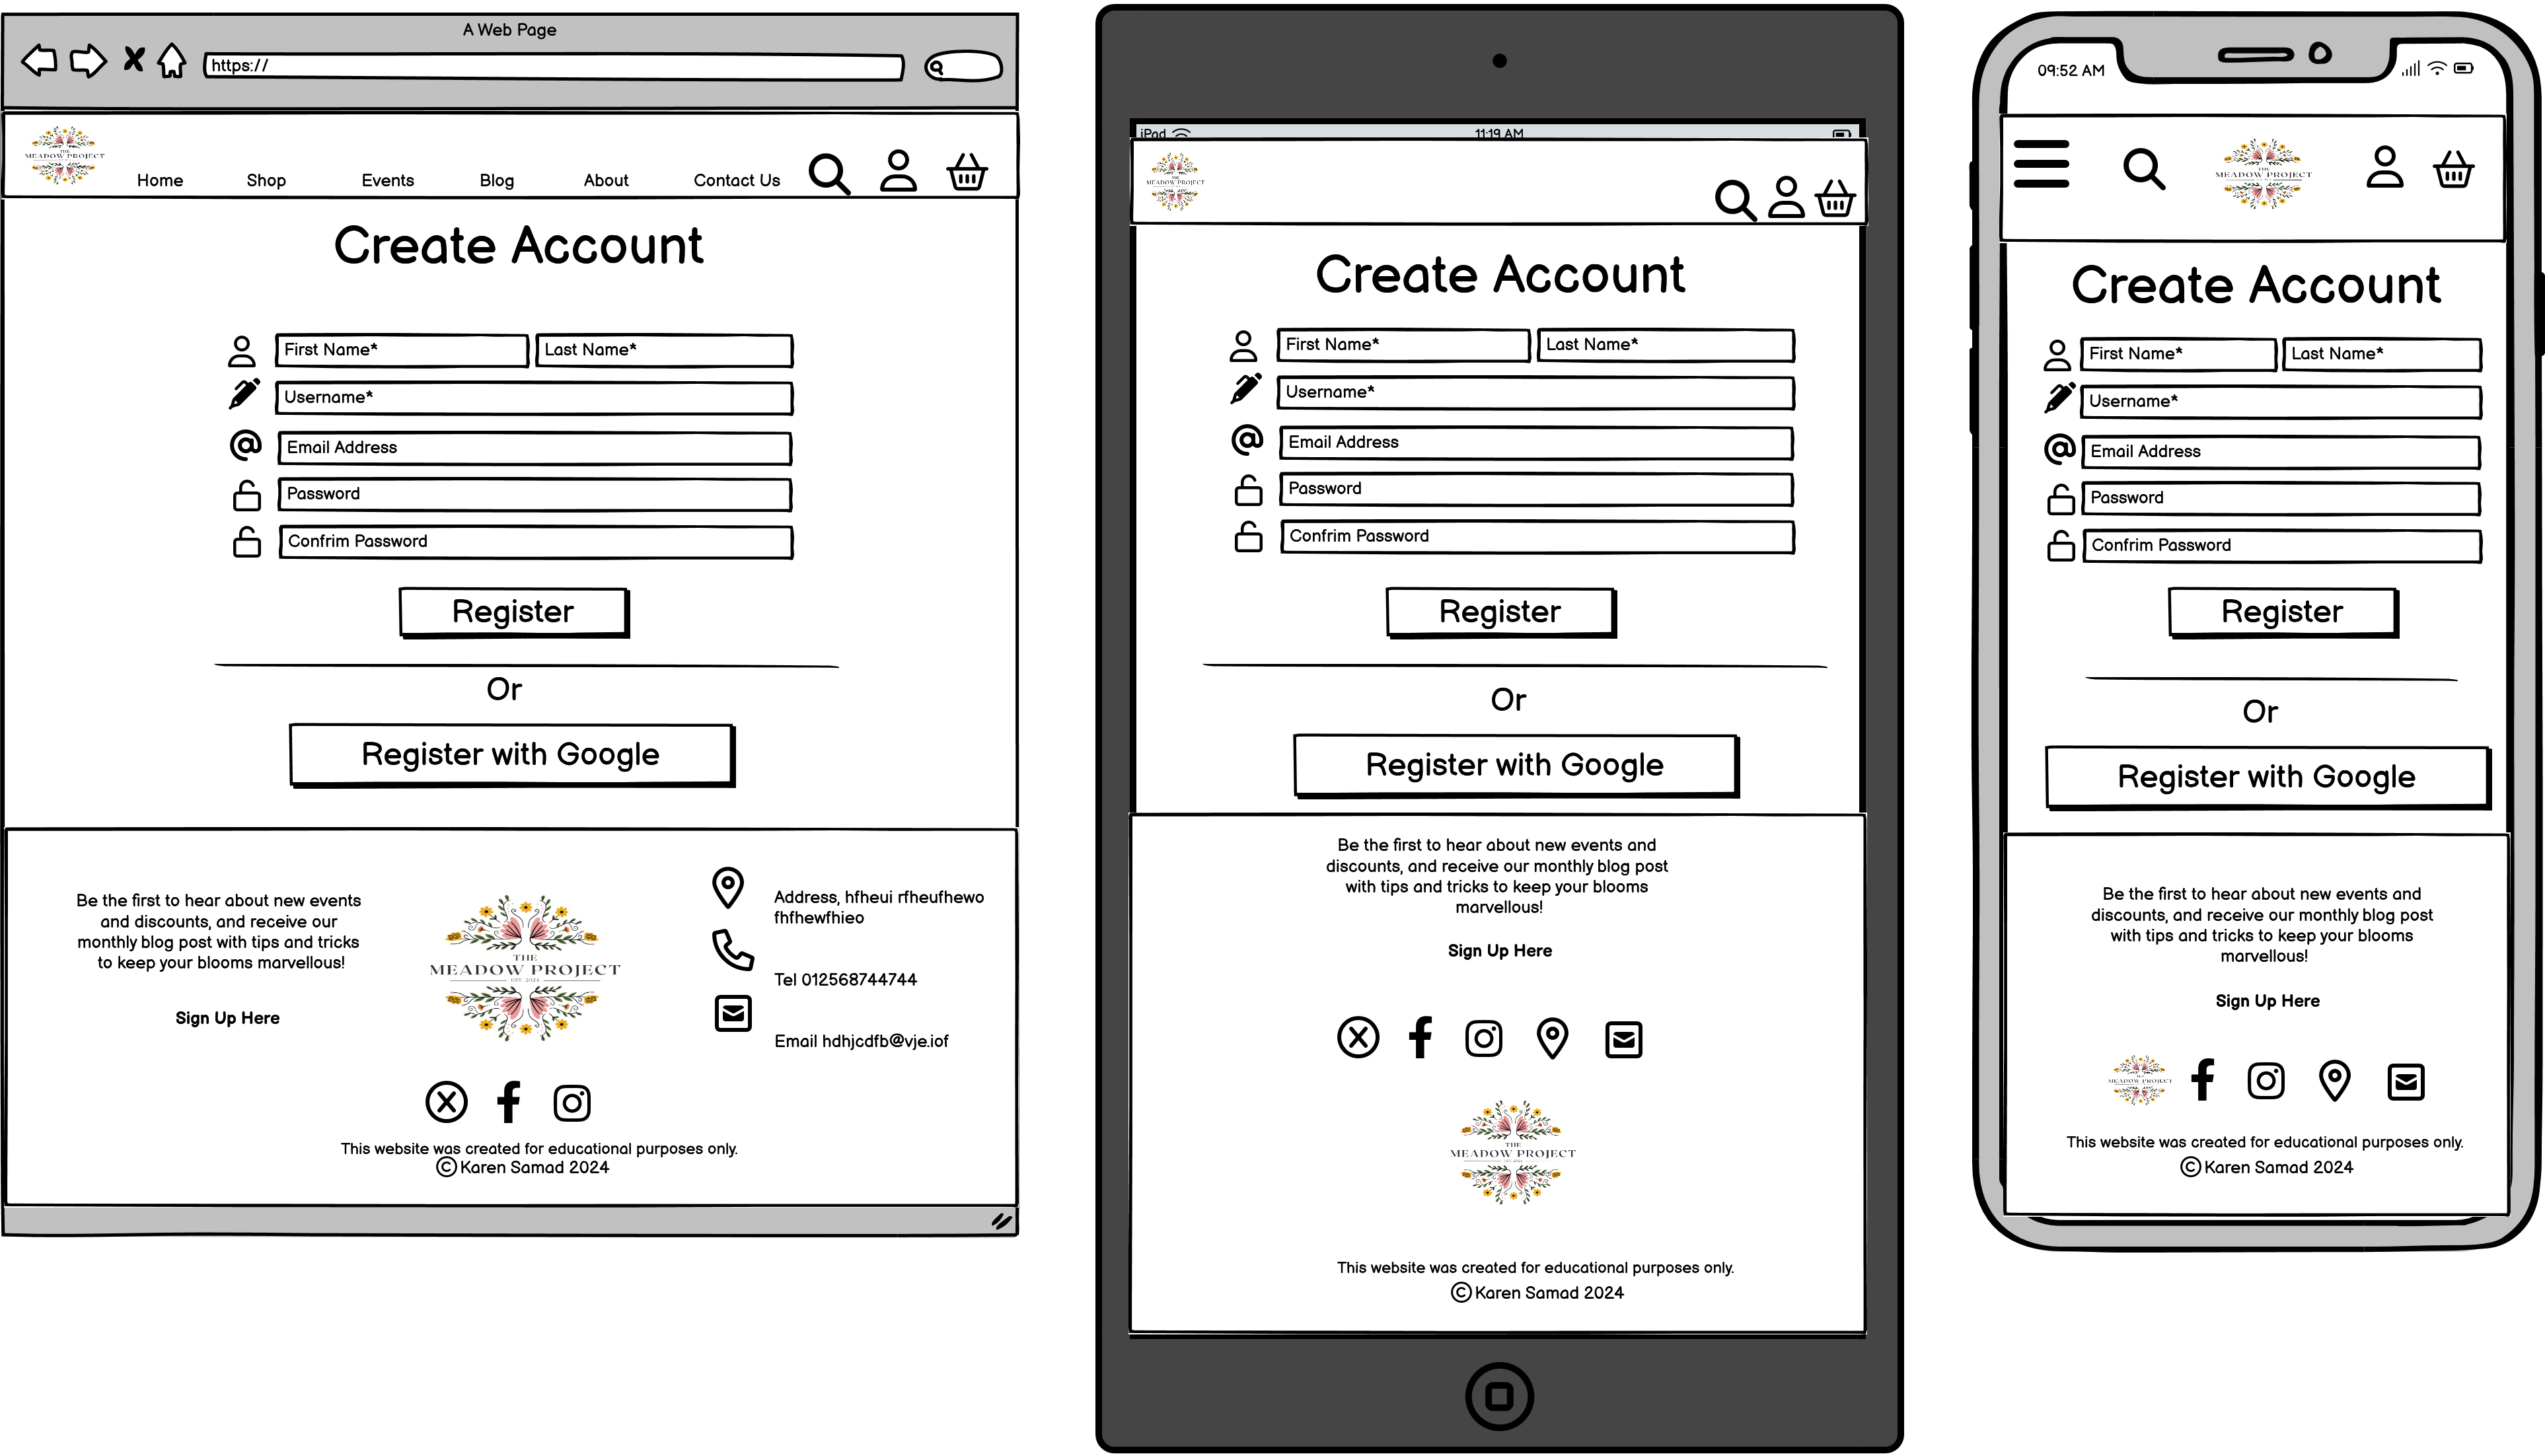 A Web Page
https://
THE
MEADOW PROJECT
Home Shop Events Blog About Contact Us
Create Account
First Name* Last Name*
Username*
Email Address
Password
Confrim Password
Register
Or
Register with Google
Be the first to hear about new events
and discounts, and receive our
monthly blog post with tips and tricks
to keep your blooms marvellous!
Sign Up Here
THE
MEADOW PROJECT
EST. 2024
Address, hfheui rfheufhewo
fhfhewfhieo
Tel 012568744744
Email hdhjcdfb@vje.iof
This website was created for educational purposes only.
© Karen Samad 2024
iPad 11:19 AM
THE
MEADOW PROJECT
Create Account
First Name* Last Name*
Username*
Email Address
Password
Confrim Password
Register
Or
Register with Google
Be the first to hear about new events and
discounts, and receive our monthly blog post
with tips and tricks to keep your blooms
marvellous!
Sign Up Here
THE
MEADOW PROJECT
This website was created for educational purposes only.
© Karen Samad 2024
09:52 AM
THE
MEADOW PROJECT
Create Account
First Name* Last Name*
Username*
Email Address
Password
Confrim Password
Register
Or
Register with Google
Be the first to hear about new events and
discounts, and receive our monthly blog post
with tips and tricks to keep your blooms
marvellous!
Sign Up Here
MEADOW PROJECT
This website was created for educational purposes only.
© Karen Samad 2024